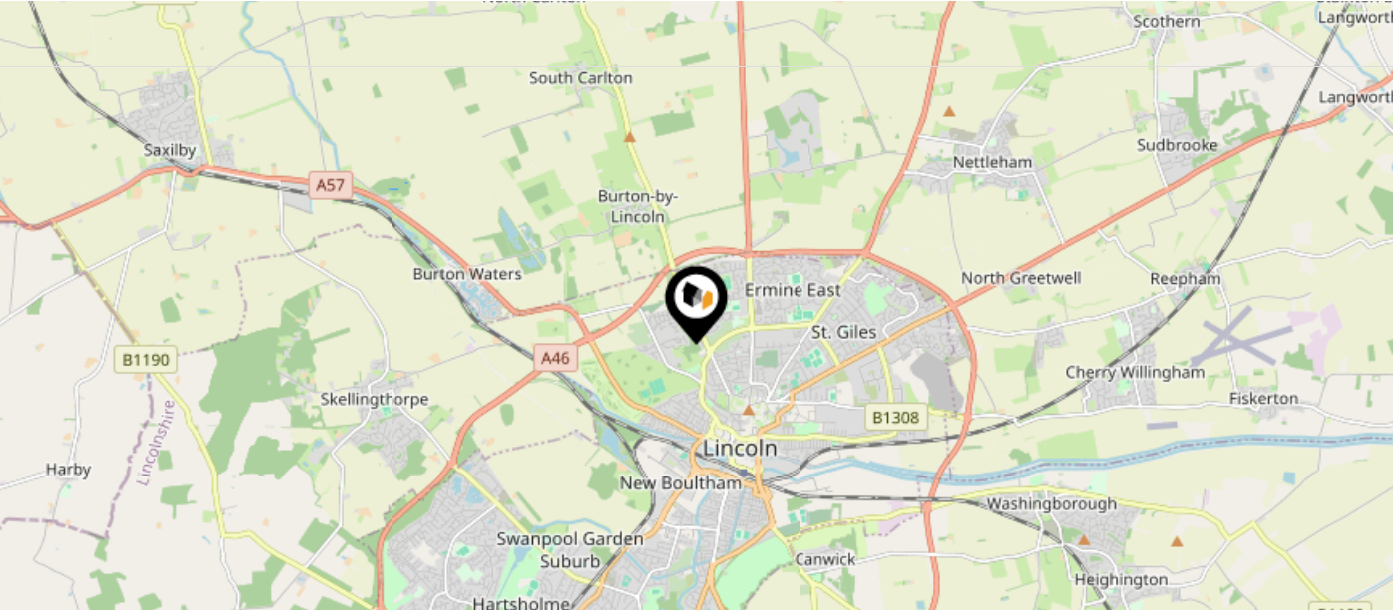 Scothern
Langwort
South Carlton
Langwort
Saxilby
Sudbrooke
Nettleham
A57
Burton-by-
Lincoln
Burton Waters
North Greetwell
Reepham
Ermine East
St. Giles
A46
B1190
Cherry Willingham
Skellingthorpe
Fiskerton
B1308
Lincolnshire
Lincoln
Harby
New Boultham
Washingborough
Swanpool Garden
Suburb
Canwick
Heighington
Hartsholme